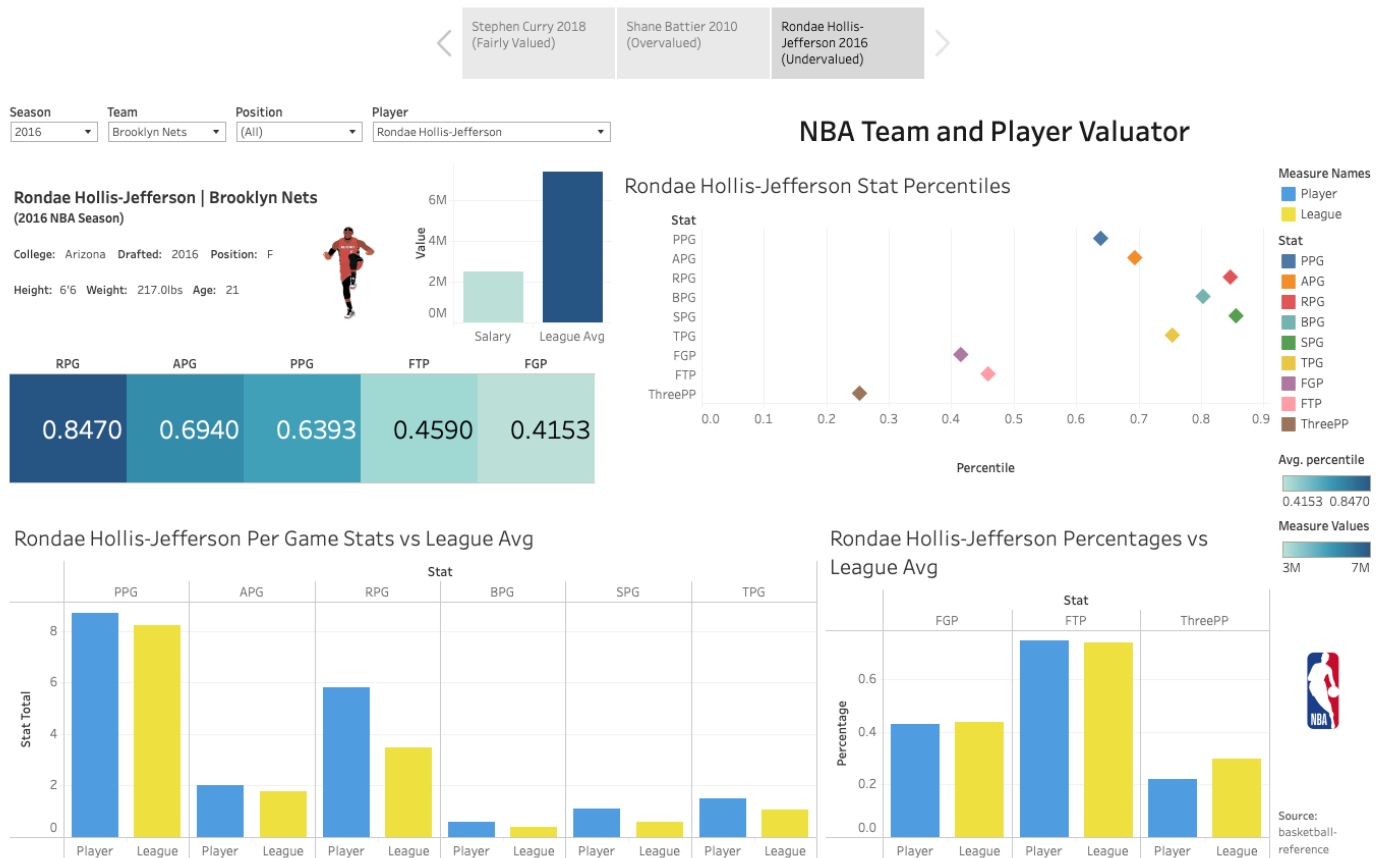 Stephen Curry 2018
(Fairly Valued)
Shane Battier 2010
(Overvalued)
Rondae Hollis-
Jefferson 2016
(Undervalued)
Season
Team
Position
Player
2016
Brooklyn Nets
(All)
Rondae Hollis-Jefferson
NBA Team and Player Valuator
Rondae Hollis-Jefferson | Brooklyn Nets
(2016 NBA Season)
College: Arizona Drafted: 2016 Position: F
Height: 6'6 Weight: 217.0lbs Age: 21
Value
6M
4M
2M
0M
Salary
League Avg
RPG
APG
PPG
FTP
FGP
0.8470
0.6940
0.6393
0.4590
0.4153
Rondae Hollis-Jefferson Stat Percentiles
Stat
PPG
APG
RPG
BPG
SPG
TPG
FGP
FTP
ThreePP
0.0 0.1 0.2 0.3 0.4 0.5 0.6 0.7 0.8 0.9
Percentile
Measure Names
Player
League
Stat
PPG
APG
RPG
BPG
SPG
TPG
FGP
FTP
ThreePP
Avg. percentile
0.4153 0.8470
Measure Values
3M 7M
Rondae Hollis-Jefferson Per Game Stats vs League Avg
Stat
PPG APG RPG BPG SPG TPG
Stat Total
8
6
4
2
0
Player League Player League Player League Player League Player League Player League
Rondae Hollis-Jefferson Percentages vs
League Avg
Stat
FGP FTP ThreePP
Percentage
0.6
0.4
0.2
0.0
Player League Player League Player League
NBA
Source:
basketball-
reference